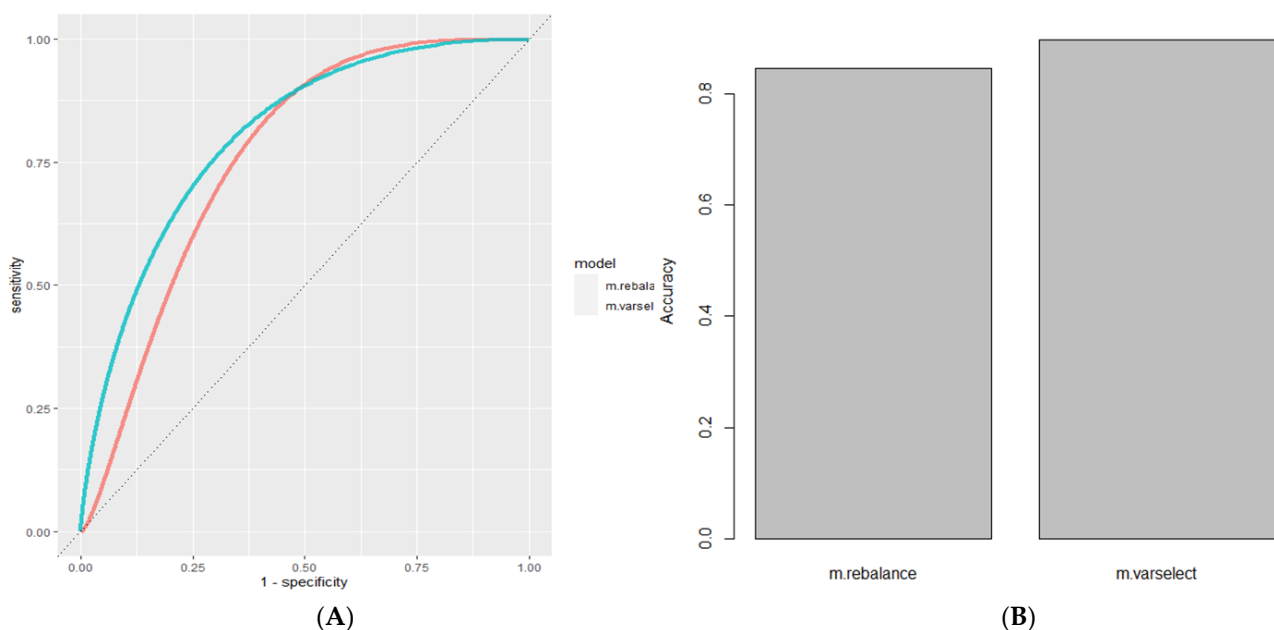 1.00
0.75
0.50
0.25
0.00
sensitivity
0.00 0.25 0.50 0.75 1.00
1 - specificity
model
m.rebala
m.varsel
(A)
0.8
0.6
0.4
0.2
0.0
Accuracy
m.rebalance m.varselect
(B)